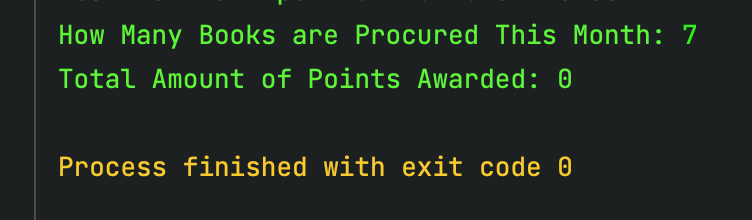 How Many Books are Procured This Month: 7
Total Amount of Points Awarded: 0
Process finished with exit code 0